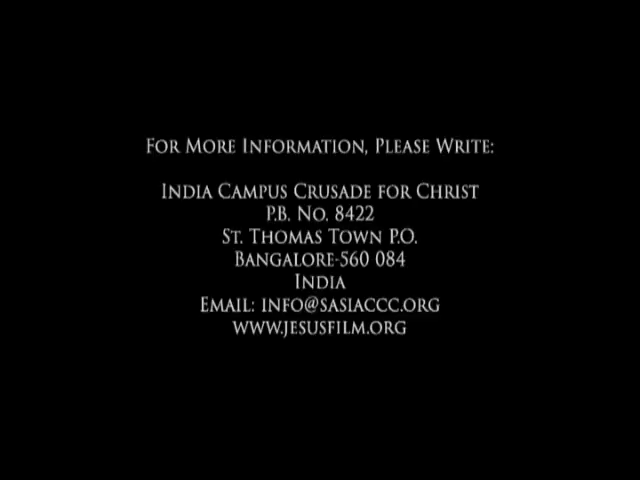 For More Information, Please Write:
India Campus Crusade for Christ
P.B. No. 8422
St. Thomas Town P.O.
Bangalore-560 084
India
Email: info@sasiaccc.org
www.jesusfilm.org